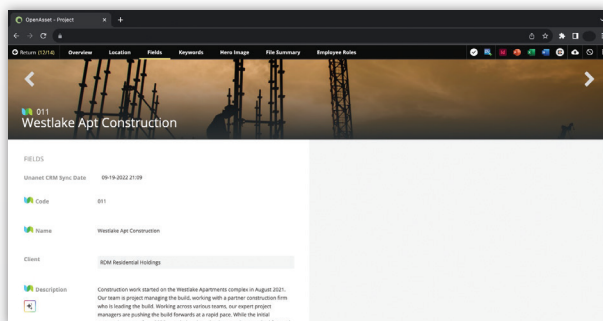 OpenAsset - Project
Return (12/14) Overview Location Fields Keywords Hero Image File Summary Employee Roles
011
Westlake Apt Construction
FIELDS
Unanet CRM Sync Date 09-19-2022 21:09
Code 011
Name Westlake Apt Construction
Client RDM Residential Holdings
Description Construction work started on the Westlake Apartments complex in August 2021.
Our team is project managing the build, working with a partner construction firm
who is leading the build. Working across various teams, our expert project
managers are pushing the build forwards at a rapid pace. While the initial